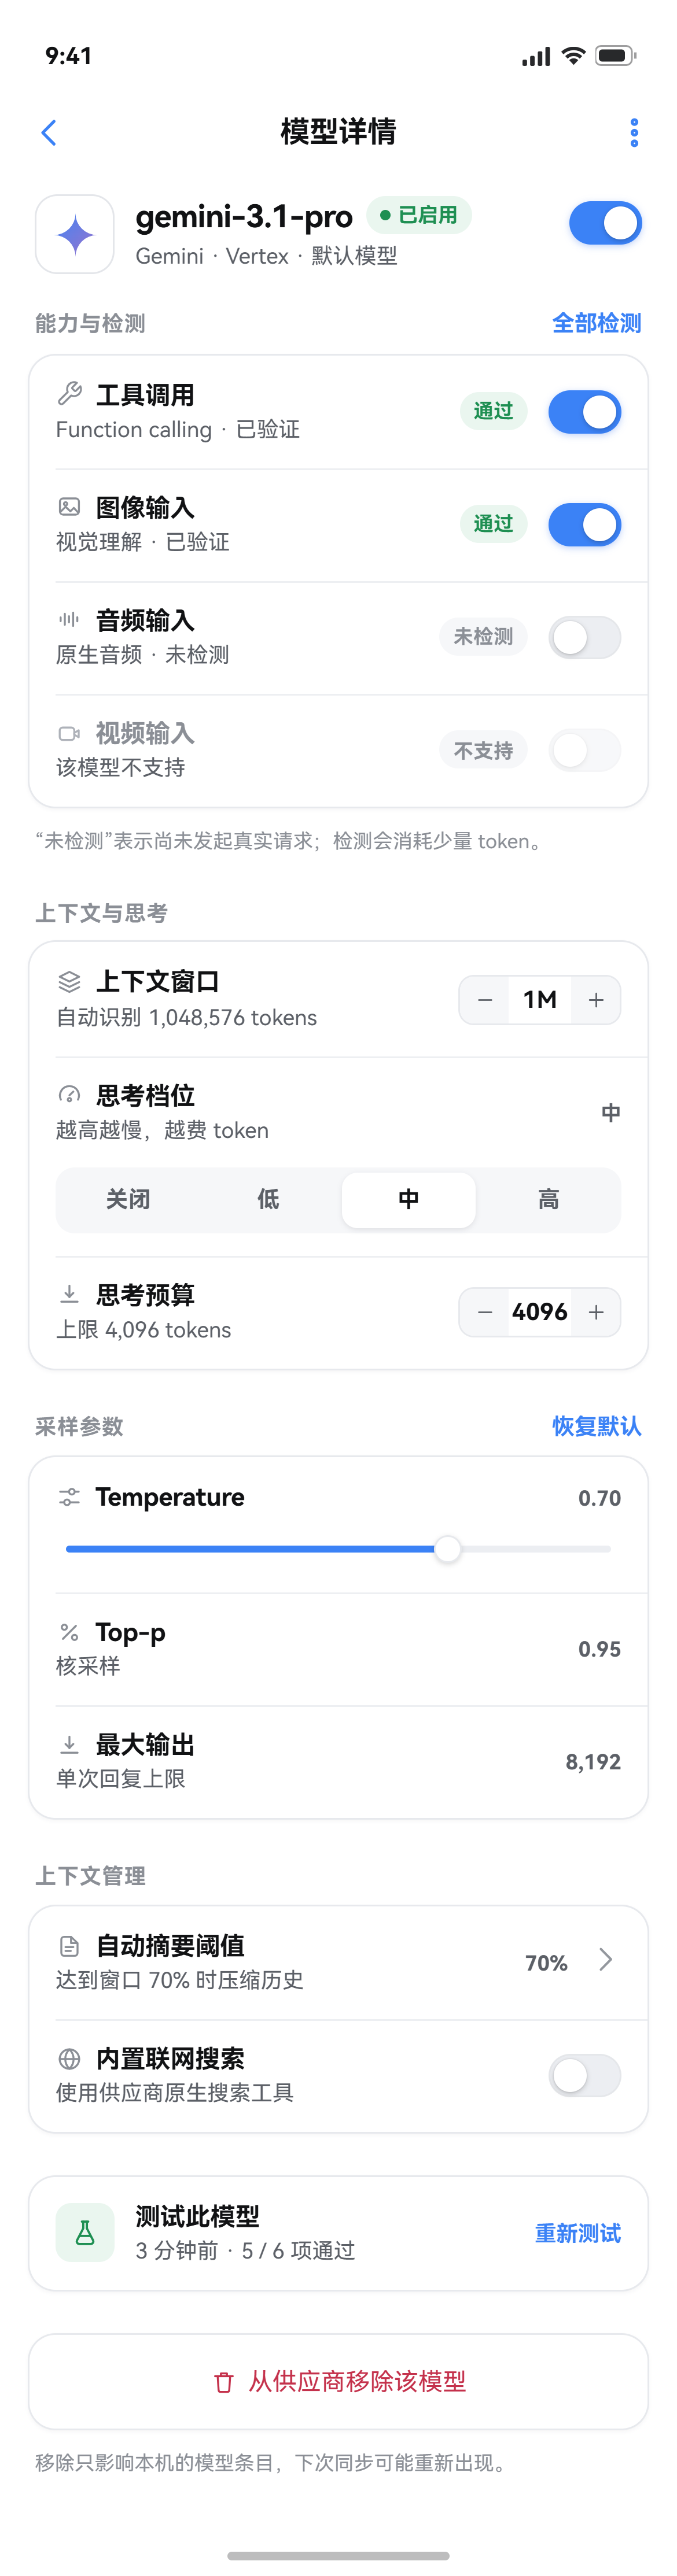 9:41
模型详情
gemini-3.1-pro 已启用
Gemini · Vertex · 默认模型
能力与检测 全部检测
工具调用
Function calling · 已验证 通过
图像输入
视觉理解 · 已验证 通过
音频输入
原生音频 · 未检测 未检测
视频输入
该模型不支持 不支持
“未检测”表示尚未发起真实请求；检测会消耗少量 token。
上下文与思考
上下文窗口
自动识别 1,048,576 tokens − 1M +
思考档位
越高越慢，越费 token 中
关闭 低 中 高
思考预算
上限 4,096 tokens − 4096 +
采样参数 恢复默认
Temperature 0.70
Top-p
核采样 0.95
最大输出
单次回复上限 8,192
上下文管理
自动摘要阈值
达到窗口 70% 时压缩历史 70%
内置联网搜索
使用供应商原生搜索工具
测试此模型
3 分钟前 · 5 / 6 项通过 重新测试
从供应商移除该模型
移除只影响本机的模型条目，下次同步可能重新出现。